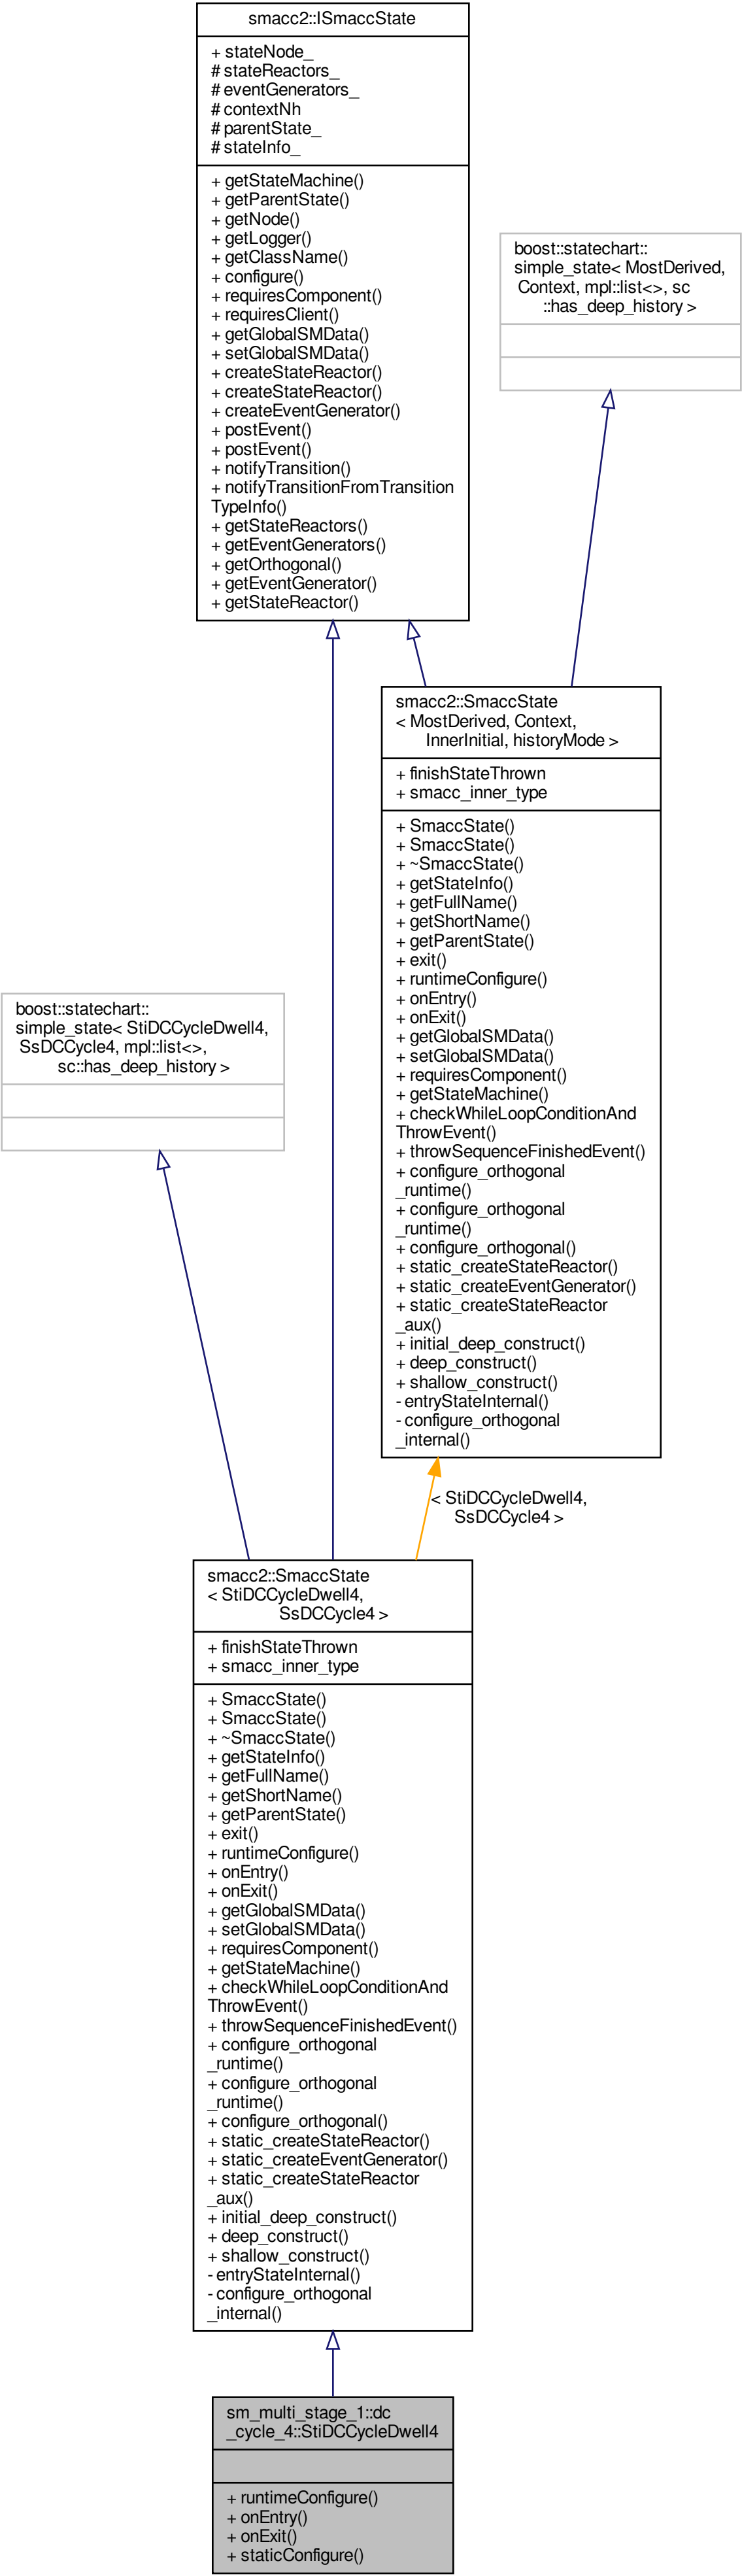 smacc2::ISmaccState
+ stateNode_
# stateReactors_
# eventGenerators_
# contextNh
# parentState_
# stateInfo_
+ getStateMachine()
+ getParentState()
+ getNode()
+ getLogger()
+ getClassName()
+ configure()
+ requiresComponent()
+ requiresClient()
+ getGlobalSMData()
+ setGlobalSMData()
+ createStateReactor()
+ createStateReactor()
+ createEventGenerator()
+ postEvent()
+ postEvent()
+ notifyTransition()
+ notifyTransitionFromTransition
TypeInfo()
+ getStateReactors()
+ getEventGenerators()
+ getOrthogonal()
+ getEventGenerator()
+ getStateReactor()
boost::statechart::
simple_state< MostDerived,
Context, mpl::list<>, sc
::has_deep_history >
smacc2::SmaccState
< MostDerived, Context,
InnerInitial, historyMode >
+ finishStateThrown
+ smacc_inner_type
+ SmaccState()
+ SmaccState()
+ ~SmaccState()
+ getStateInfo()
+ getFullName()
+ getShortName()
+ getParentState()
+ exit()
+ runtimeConfigure()
+ onEntry()
+ onExit()
+ getGlobalSMData()
+ setGlobalSMData()
+ requiresComponent()
+ getStateMachine()
+ checkWhileLoopConditionAnd
ThrowEvent()
+ throwSequenceFinishedEvent()
+ configure_orthogonal
_runtime()
+ configure_orthogonal
_runtime()
+ configure_orthogonal()
+ static_createStateReactor()
+ static_createEventGenerator()
+ static_createStateReactor
_aux()
+ initial_deep_construct()
+ deep_construct()
+ shallow_construct()
- entryStateInternal()
- configure_orthogonal
_internal()
boost::statechart::
simple_state< StiDCCycleDwell4,
SsDCCycle4, mpl::list<>,
sc::has_deep_history >
< StiDCCycleDwell4,
SsDCCycle4 >
smacc2::SmaccState
< StiDCCycleDwell4,
SsDCCycle4 >
+ finishStateThrown
+ smacc_inner_type
+ SmaccState()
+ SmaccState()
+ ~SmaccState()
+ getStateInfo()
+ getFullName()
+ getShortName()
+ getParentState()
+ exit()
+ runtimeConfigure()
+ onEntry()
+ onExit()
+ getGlobalSMData()
+ setGlobalSMData()
+ requiresComponent()
+ getStateMachine()
+ checkWhileLoopConditionAnd
ThrowEvent()
+ throwSequenceFinishedEvent()
+ configure_orthogonal
_runtime()
+ configure_orthogonal
_runtime()
+ configure_orthogonal()
+ static_createStateReactor()
+ static_createEventGenerator()
+ static_createStateReactor
_aux()
+ initial_deep_construct()
+ deep_construct()
+ shallow_construct()
- entryStateInternal()
- configure_orthogonal
_internal()
sm_multi_stage_1::dc
_cycle_4::StiDCCycleDwell4
+ runtimeConfigure()
+ onEntry()
+ onExit()
+ staticConfigure()